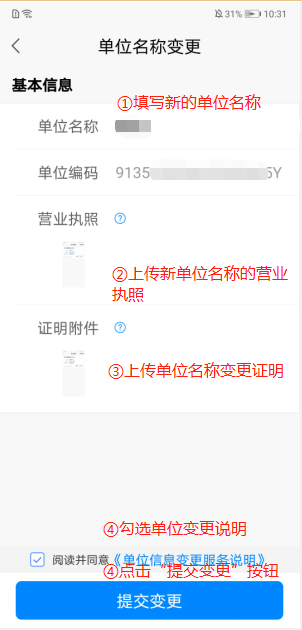 31% 10:31
单位名称变更
基本信息
①填写新的单位名称
单位名称
单位编码 9135 5Y
营业执照 ?
②上传新单位名称的营业
执照
证明附件 ?
③上传单位名称变更证明
④勾选单位变更说明
阅读并同意《单位信息变更服务说明》
④点击“提交变更”按钮
提交变更